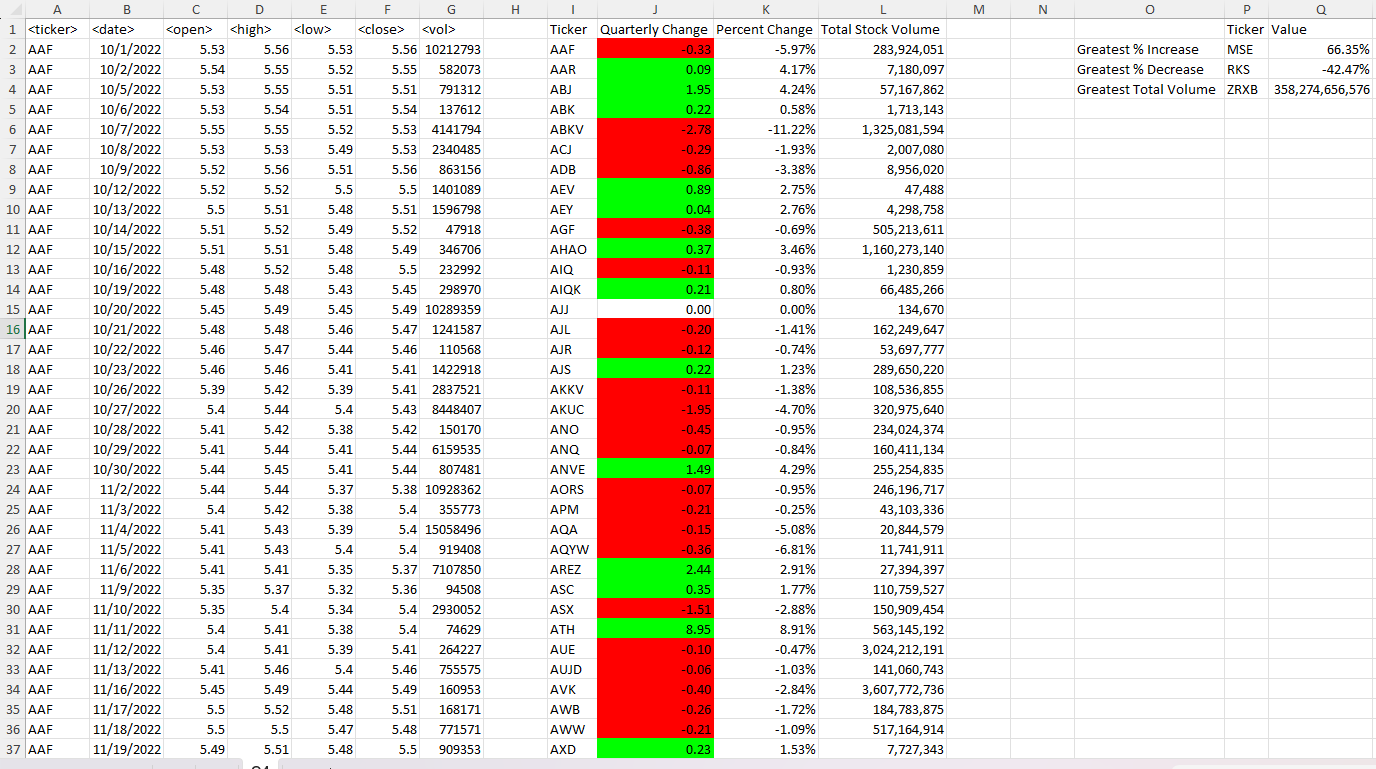 A B C D E F G H I J K L M N O P Q
1 <ticker> <date> <open> <high> <low> <close> <vol> Ticker Quarterly Change Percent Change Total Stock Volume Ticker Value
2 AAF 10/1/2022 5.53 5.56 5.53 5.56 10212793 AAF -0.33 -5.97% 283,924,051 Greatest % Increase MSE 66.35%
3 AAF 10/2/2022 5.54 5.55 5.52 5.55 582073 AAR 0.09 4.17% 7,180,097 Greatest % Decrease RKS -42.47%
4 AAF 10/5/2022 5.53 5.55 5.51 5.51 791312 ABJ 1.95 4.24% 57,167,862 Greatest Total Volume ZRXB 358,274,656,576
5 AAF 10/6/2022 5.53 5.54 5.51 5.54 137612 ABK 0.22 0.58% 1,713,143
6 AAF 10/7/2022 5.55 5.55 5.52 5.53 4141794 ABKV -2.78 -11.22% 1,325,081,594
7 AAF 10/8/2022 5.53 5.53 5.49 5.53 2340485 ACJ -0.29 -1.93% 2,007,080
8 AAF 10/9/2022 5.52 5.56 5.51 5.56 863156 ADB -0.86 -3.38% 8,956,020
9 AAF 10/12/2022 5.52 5.52 5.5 5.5 1401089 AEV 0.89 2.75% 47,488
10 AAF 10/13/2022 5.5 5.51 5.48 5.51 1596798 AEY 0.04 2.76% 4,298,758
11 AAF 10/14/2022 5.51 5.52 5.49 5.52 47918 AGF -0.38 -0.69% 505,213,611
12 AAF 10/15/2022 5.51 5.51 5.48 5.49 346706 AHAO 0.37 3.46% 1,160,273,140
13 AAF 10/16/2022 5.48 5.52 5.48 5.5 232992 AIQ -0.11 -0.93% 1,230,859
14 AAF 10/19/2022 5.48 5.48 5.43 5.45 298970 AIQK 0.21 0.80% 66,485,266
15 AAF 10/20/2022 5.45 5.49 5.45 5.49 10289359 AJJ 0.00 0.00% 134,670
16 AAF 10/21/2022 5.48 5.48 5.46 5.47 1241587 AJL -0.20 -1.41% 162,249,647
17 AAF 10/22/2022 5.46 5.47 5.44 5.46 110568 AJR -0.12 -0.74% 53,697,777
18 AAF 10/23/2022 5.46 5.46 5.41 5.41 1422918 AJS 0.22 1.23% 289,650,220
19 AAF 10/26/2022 5.39 5.42 5.39 5.41 2837521 AKKV -0.11 -1.38% 108,536,855
20 AAF 10/27/2022 5.4 5.44 5.4 5.43 8448407 AKUC -1.95 -4.70% 320,975,640
21 AAF 10/28/2022 5.41 5.42 5.38 5.42 150170 ANO -0.45 -0.95% 234,024,374
22 AAF 10/29/2022 5.41 5.44 5.41 5.44 6159535 ANQ -0.07 -0.84% 160,411,134
23 AAF 10/30/2022 5.44 5.45 5.41 5.44 807481 ANVE 1.49 4.29% 255,254,835
24 AAF 11/2/2022 5.44 5.44 5.37 5.38 10928362 AORS -0.07 -0.95% 246,196,717
25 AAF 11/3/2022 5.4 5.42 5.38 5.4 355773 APM -0.21 -0.25% 43,103,336
26 AAF 11/4/2022 5.41 5.43 5.39 5.4 15058496 AQA -0.15 -5.08% 20,844,579
27 AAF 11/5/2022 5.41 5.43 5.4 5.4 919408 AQYW -0.36 -6.81% 11,741,911
28 AAF 11/6/2022 5.41 5.41 5.35 5.37 7107850 AREZ 2.44 2.91% 27,394,397
29 AAF 11/9/2022 5.35 5.37 5.32 5.36 94508 ASC 0.35 1.77% 110,759,527
30 AAF 11/10/2022 5.35 5.4 5.34 5.4 2930052 ASX -1.51 -2.88% 150,909,454
31 AAF 11/11/2022 5.4 5.41 5.38 5.4 74629 ATH 8.95 8.91% 563,145,192
32 AAF 11/12/2022 5.4 5.41 5.39 5.41 264227 AUE -0.10 -0.47% 3,024,212,191
33 AAF 11/13/2022 5.41 5.46 5.4 5.46 755575 AUJD -0.06 -1.03% 141,060,743
34 AAF 11/16/2022 5.45 5.49 5.44 5.49 160953 AVK -0.40 -2.84% 3,607,772,736
35 AAF 11/17/2022 5.5 5.52 5.48 5.51 168171 AWB -0.26 -1.72% 184,783,875
36 AAF 11/18/2022 5.5 5.5 5.47 5.48 771571 AWW -0.21 -1.09% 517,164,914
37 AAF 11/19/2022 5.49 5.51 5.48 5.5 909353 AXD 0.23 1.53% 7,727,343